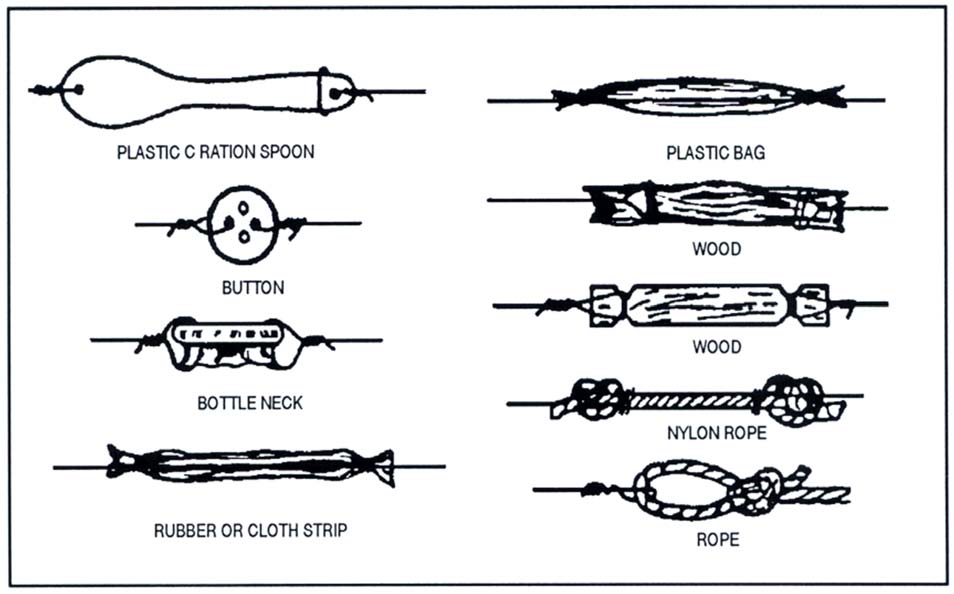 PLASTIC C RATION SPOON
BUTTON
BOTTLE NECK
RUBBER OR CLOTH STRIP
PLASTIC BAG
WOOD
WOOD
NYLON ROPE
ROPE